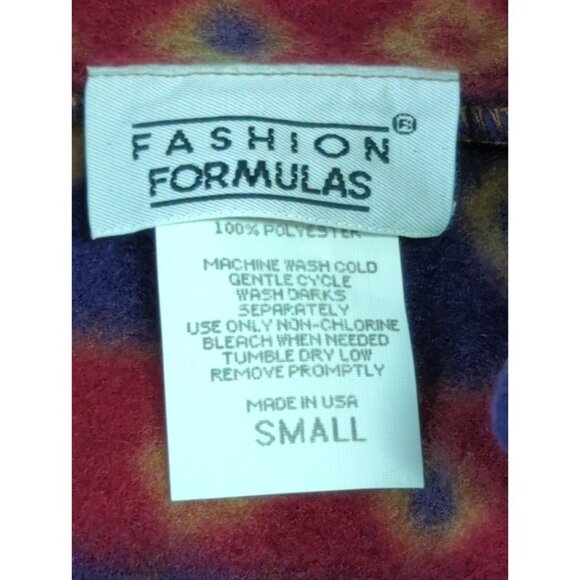 FASHION ®
FORMULAS
100% POLYESTER
MACHINE WASH COLD
GENTLE CYCLE
WASH DARKS
SEPARATELY
USE ONLY NON-CHLORINE
BLEACH WHEN NEEDED
TUMBLE DRY LOW
REMOVE PROMPTLY
MADE IN USA
SMALL